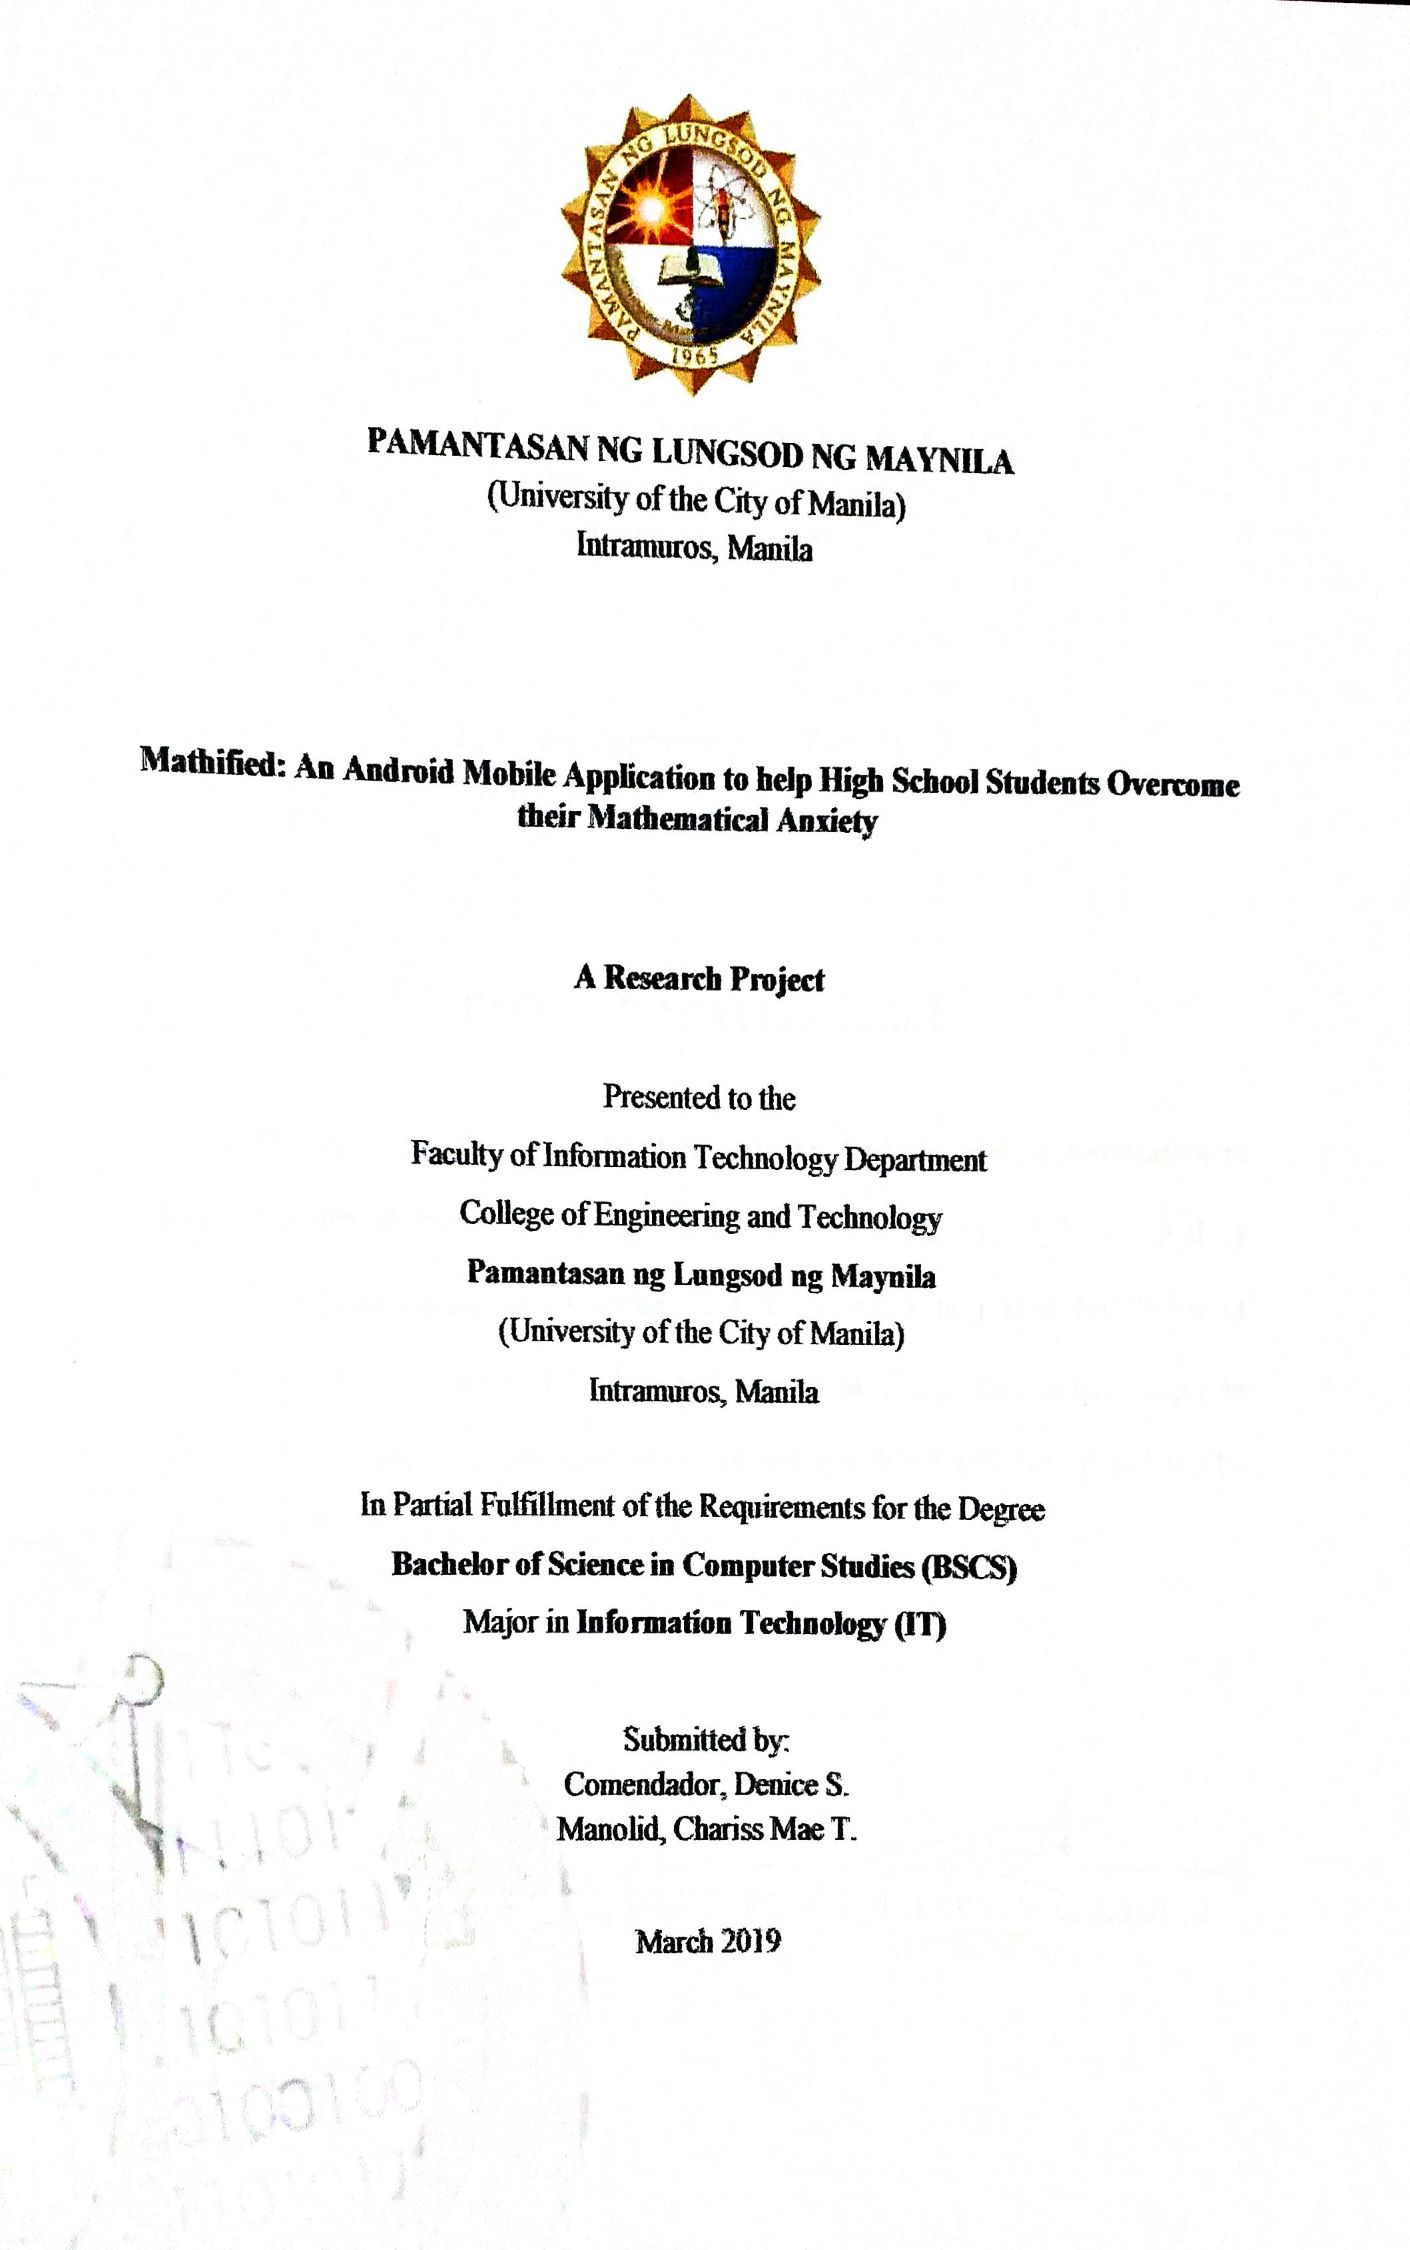 PAMANTASAN NG LUNGSOD NG MAYNILA
1965
PAMANTASAN NG LUNGSOD NG MAYNILA
(University of the City of Manila)
Intramuros, Manila
Mathified: An Android Mobile Application to help High School Students Overcome
their Mathematical Anxiety
A Research Project
Presented to the
Faculty of Information Technology Department
College of Engineering and Technology
Pamantasan ng Lungsod ng Maynila
(University of the City of Manila)
Intramuros, Manila
In Partial Fulfillment of the Requirements for the Degree
Bachelor of Science in Computer Studies (BSCS)
Major in Information Technology (IT)
Submitted by:
Comendador, Denice S.
Manolid, Chariss Mae T.
March 2019